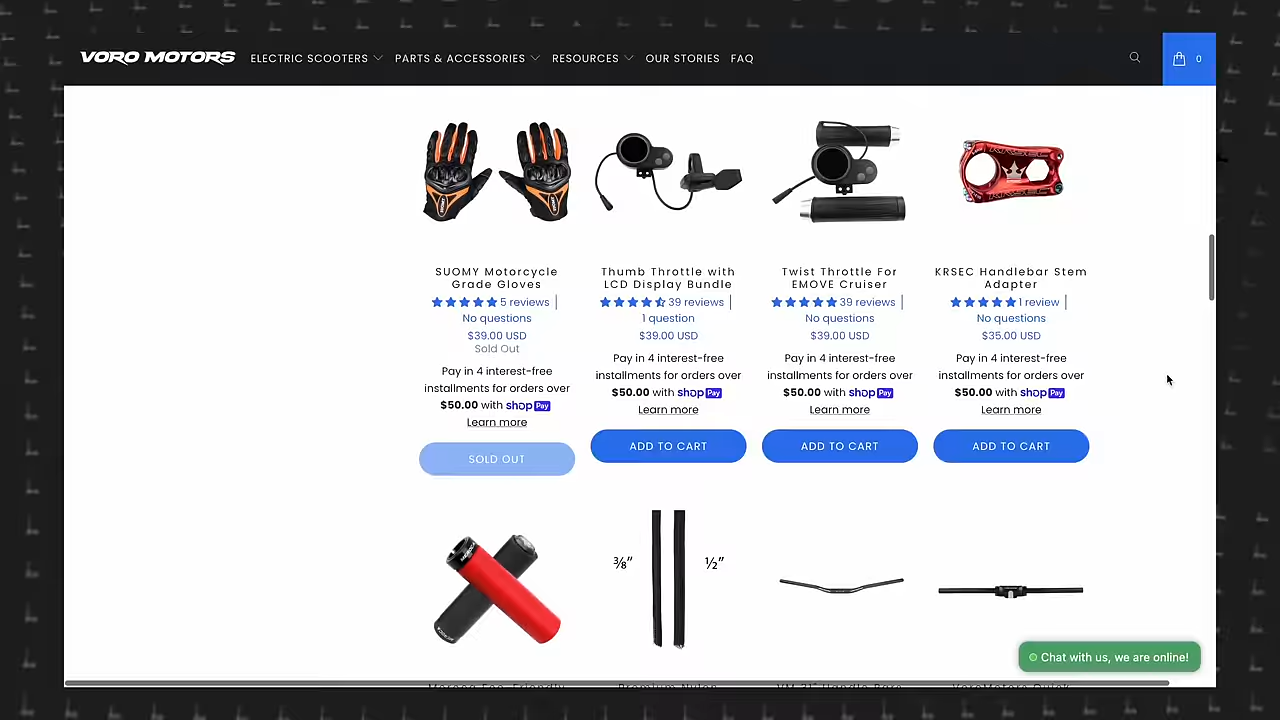 VORO MOTORS
ELECTRIC SCOOTERS
PARTS & ACCESSORIES
RESOURCES
OUR STORIES
FAQ
0
SUOMY Motorcycle
Grade Gloves
5 reviews
No questions
$39.00 USD
Sold Out
Pay in 4 interest-free
installments for orders over
$50.00 with shop Pay
Learn more
SOLD OUT
Thumb Throttle with
LCD Display Bundle
39 reviews
1 question
$39.00 USD
Pay in 4 interest-free
installments for orders over
$50.00 with shop Pay
Learn more
ADD TO CART
Twist Throttle For
EMOVE Cruiser
39 reviews
No questions
$39.00 USD
Pay in 4 interest-free
installments for orders over
$50.00 with shop Pay
Learn more
ADD TO CART
KRSEC Handlebar Stem
Adapter
1 review
No questions
$35.00 USD
Pay in 4 interest-free
installments for orders over
$50.00 with shop Pay
Learn more
ADD TO CART
⅜"
½"
Chat with us, we are online!